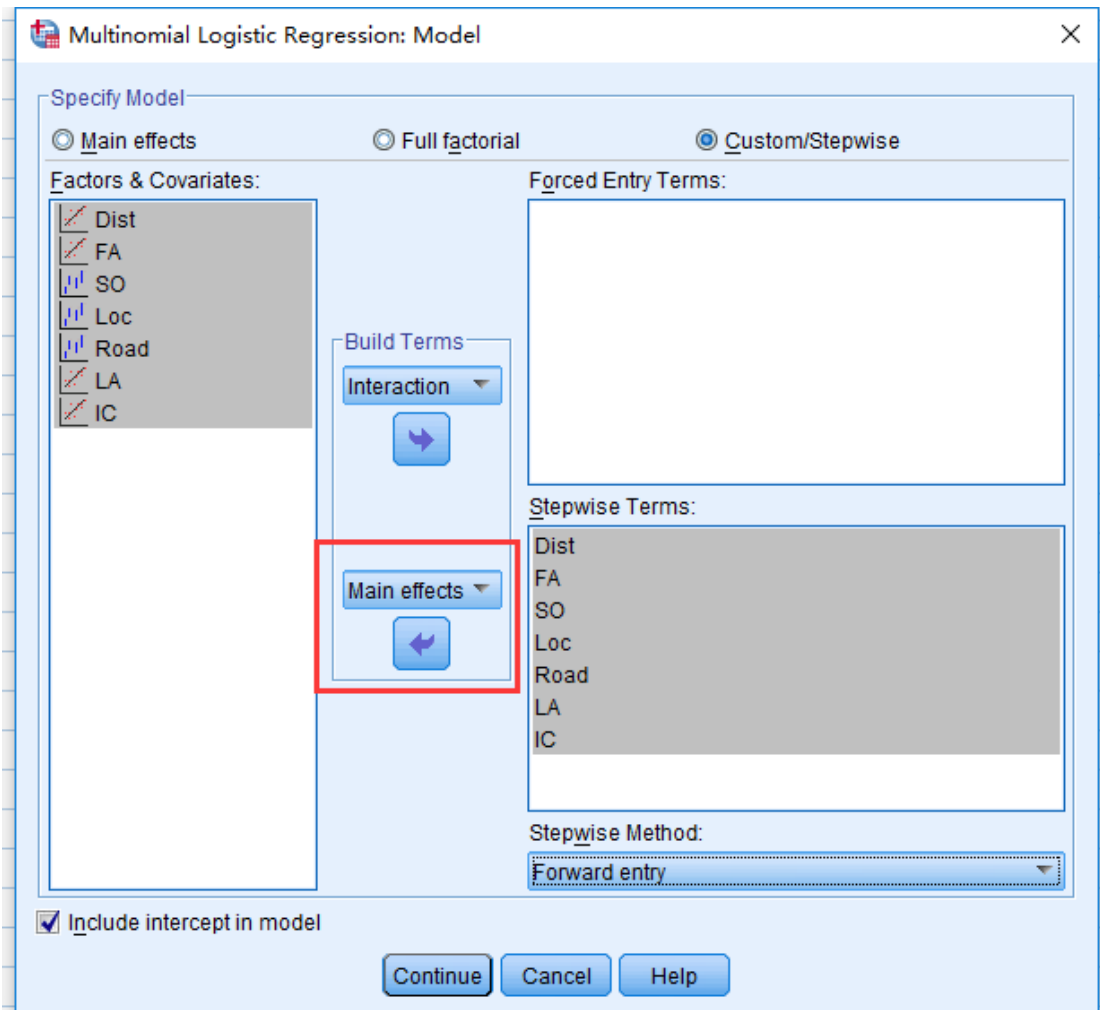 Multinomial Logistic Regression: Model
Specify Model
Main effects Full factorial Custom/Stepwise
Factors & Covariates:
Dist
FA
SO
Loc
Road
LA
IC
Build Terms
Interaction
Main effects
Forced Entry Terms:
Stepwise Terms:
Dist
FA
SO
Loc
Road
LA
IC
Stepwise Method:
Forward entry
Include intercept in model
Continue Cancel Help